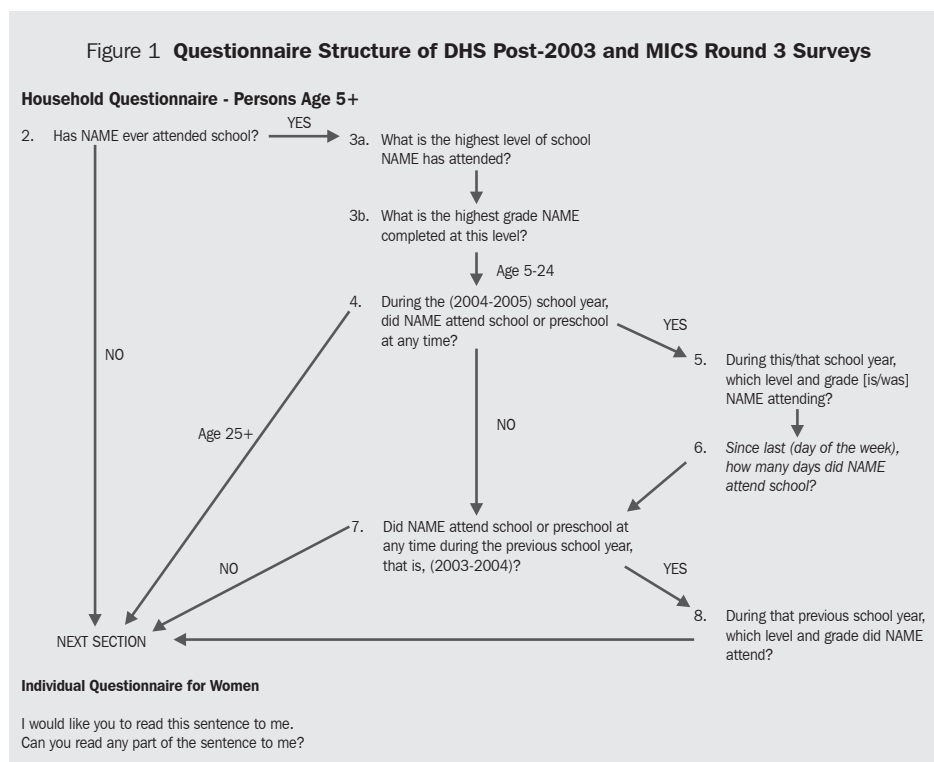 Figure 1 Questionnaire Structure of DHS Post-2003 and MICS Round 3 Surveys
Household Questionnaire - Persons Age 5+
2. Has NAME ever attended school?
YES
3a. What is the highest level of school
NAME has attended?
3b. What is the highest grade NAME
completed at this level?
Age 5-24
4. During the (2004-2005) school year,
did NAME attend school or preschool
at any time?
YES
NO
5. During this/that school year,
which level and grade [is/was]
NAME attending?
Age 25+
NO
6. Since last (day of the week),
how many days did NAME
attend school?
7. Did NAME attend school or preschool at
any time during the previous school year,
that is, (2003-2004)?
NO
YES
8. During that previous school year,
which level and grade did NAME
attend?
NEXT SECTION
Individual Questionnaire for Women
I would like you to read this sentence to me.
Can you read any part of the sentence to me?